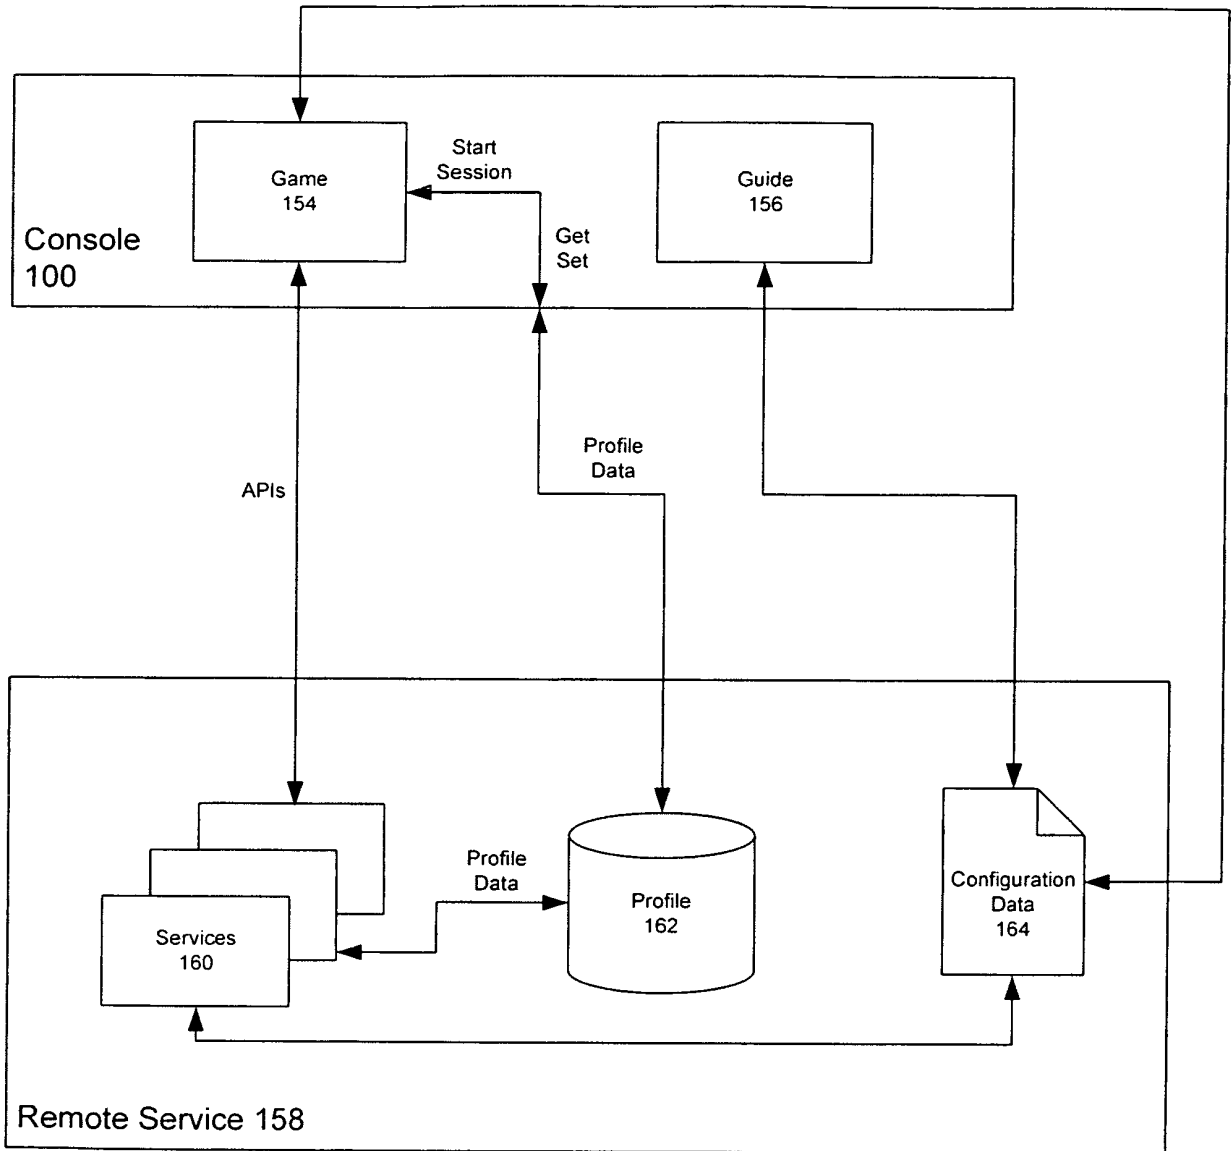 Start
Session
Game
154
Guide
156
Console
100
Get
Set
Profile
Data
APIs
Profile
Data
Services
160
Profile
162
Configuration
Data
164
Remote Service 158